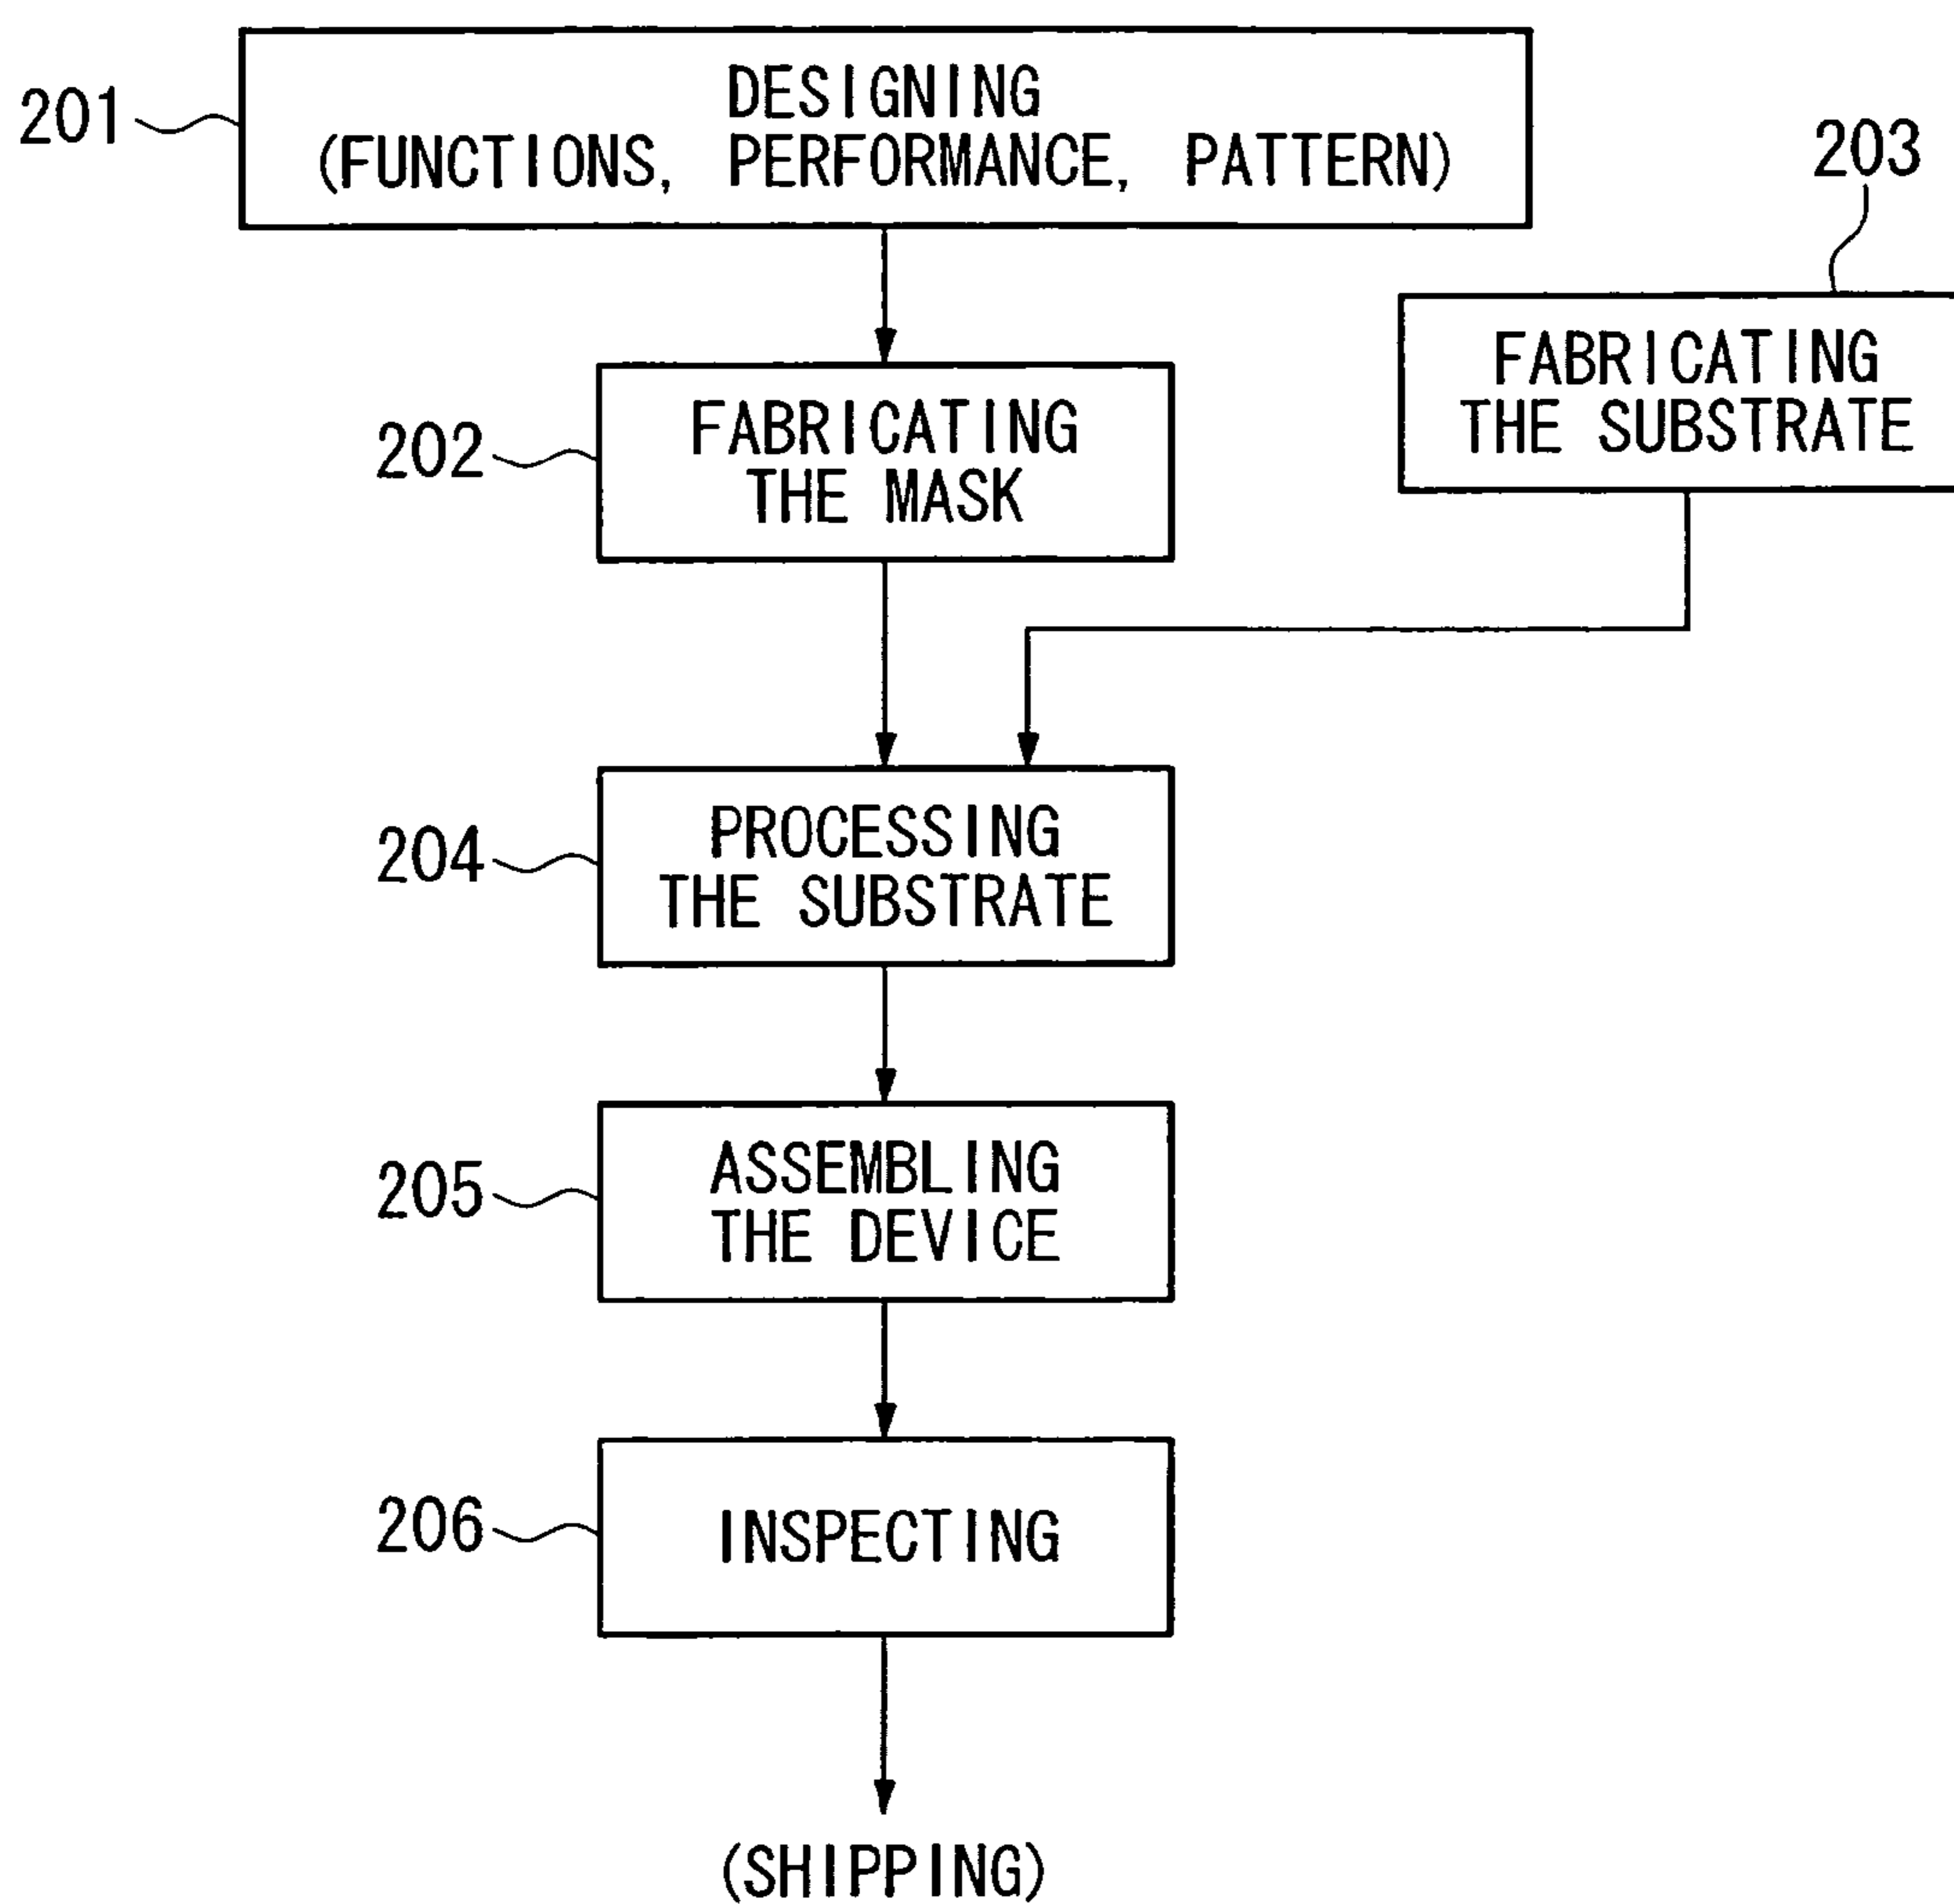 201
DESIGNING
(FUNCTIONS, PERFORMANCE, PATTERN)
203
FABRICATING
THE SUBSTRATE
202
FABRICATING
THE MASK
204
PROCESSING
THE SUBSTRATE
205
ASSEMBLING
THE DEVICE
206
INSPECTING
(SHIPPING)